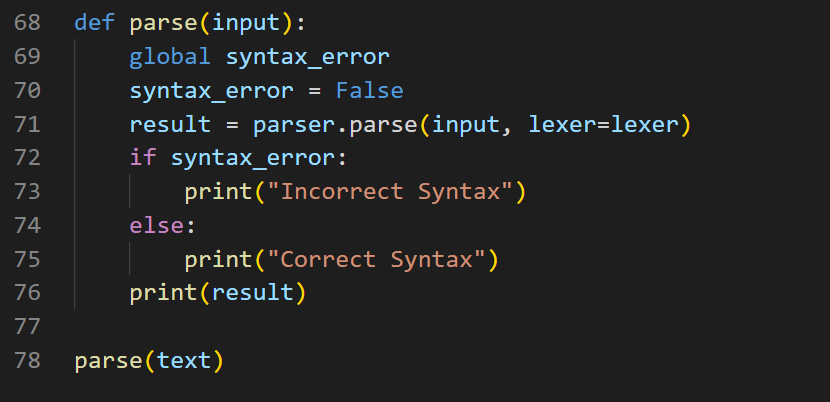 68 def parse(input):
69     global syntax_error
70     syntax_error = False
71     result = parser.parse(input, lexer=lexer)
72     if syntax_error:
73         print("Incorrect Syntax")
74     else:
75         print("Correct Syntax")
76     print(result)
77
78 parse(text)